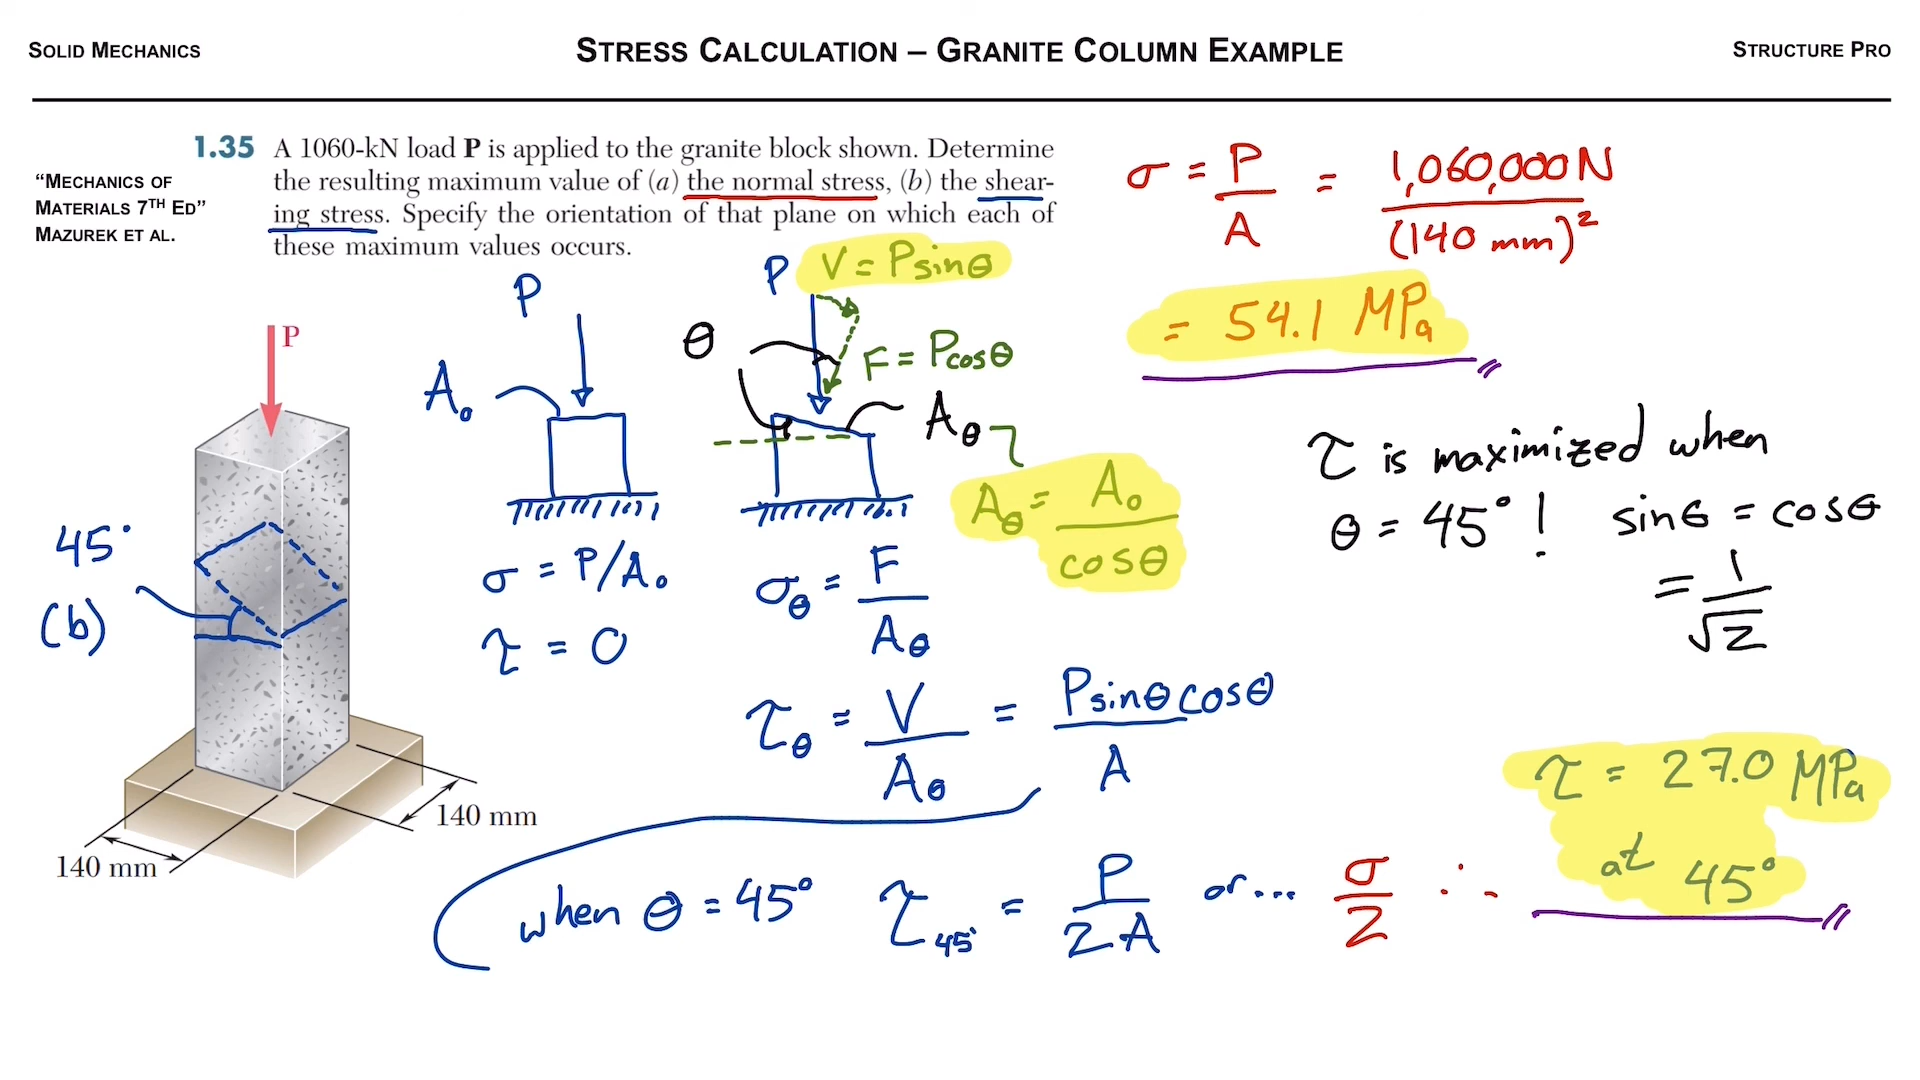 SOLID MECHANICS
STRESS CALCULATION – GRANITE COLUMN EXAMPLE
STRUCTURE PRO
“MECHANICS OF
MATERIALS 7TH ED”
MAZUREK ET AL.
1.35 A 1060-kN load P is applied to the granite block shown. Determine
the resulting maximum value of (a) the normal stress, (b) the shear-
ing stress. Specify the orientation of that plane on which each of
these maximum values occurs.
σ = P/A = 1,060,000 N/(140 mm)²
= 54.1 MPa
P
45°
(b)
140 mm
140 mm
P
A₀
σ = P/A₀
τ = 0
P
V = Psinθ
θ
F = Pcosθ
Aθ
Aθ = A₀/cosθ
σθ = F/Aθ
τθ = V/Aθ = Psinθcosθ/A
τ is maximized when
θ = 45°! sinθ = cosθ
= 1/√2
when θ = 45° τ45° = P/2A or... σ/2 ∴
τ = 27.0 MPa
at 45°